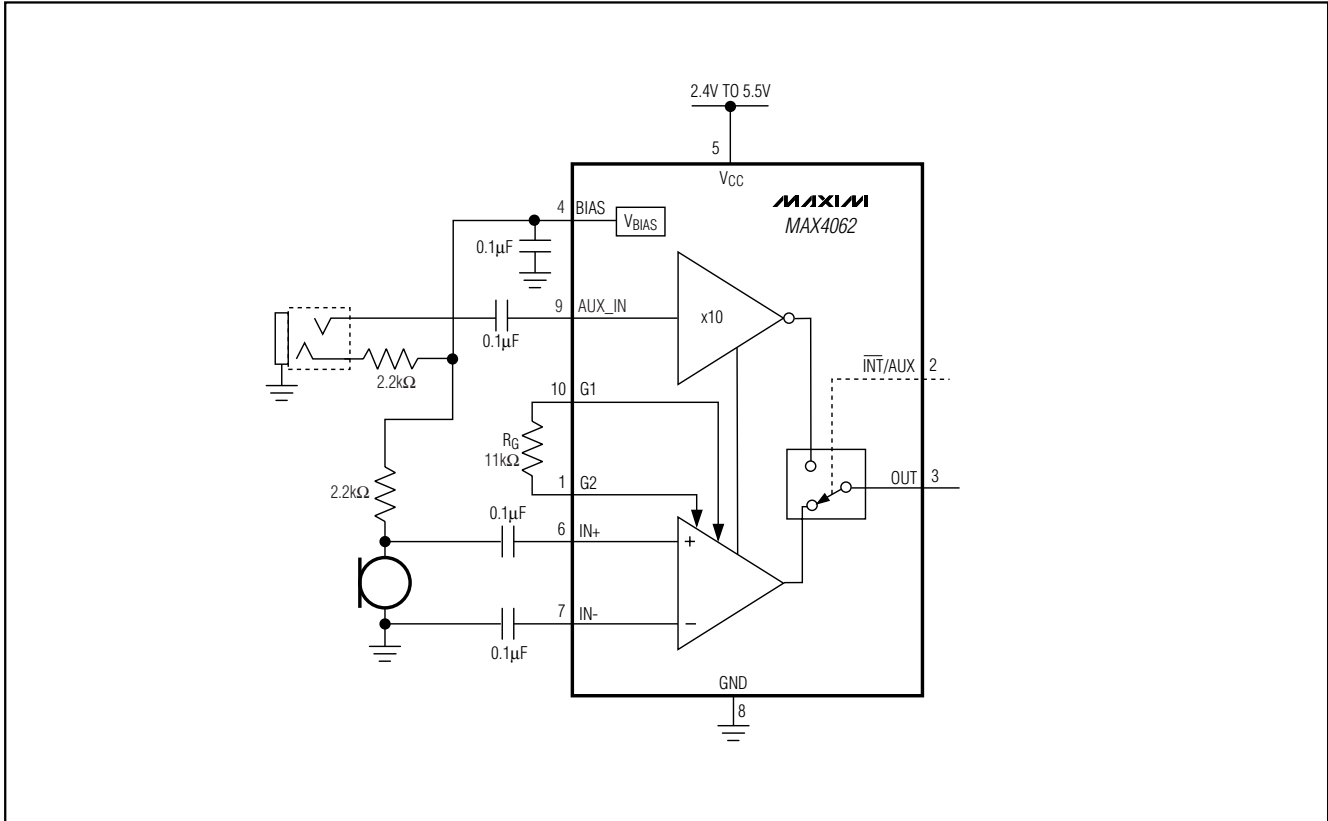 2.4V TO 5.5V
5
VCC
MAXIM
MAX4062
4
BIAS
VBIAS
0.1µF
9
AUX_IN
x10
0.1µF
2.2kΩ
INT/AUX
2
10
G1
RG
11kΩ
1
G2
OUT
3
2.2kΩ
0.1µF
6
IN+
+
7
IN-
−
0.1µF
GND
8